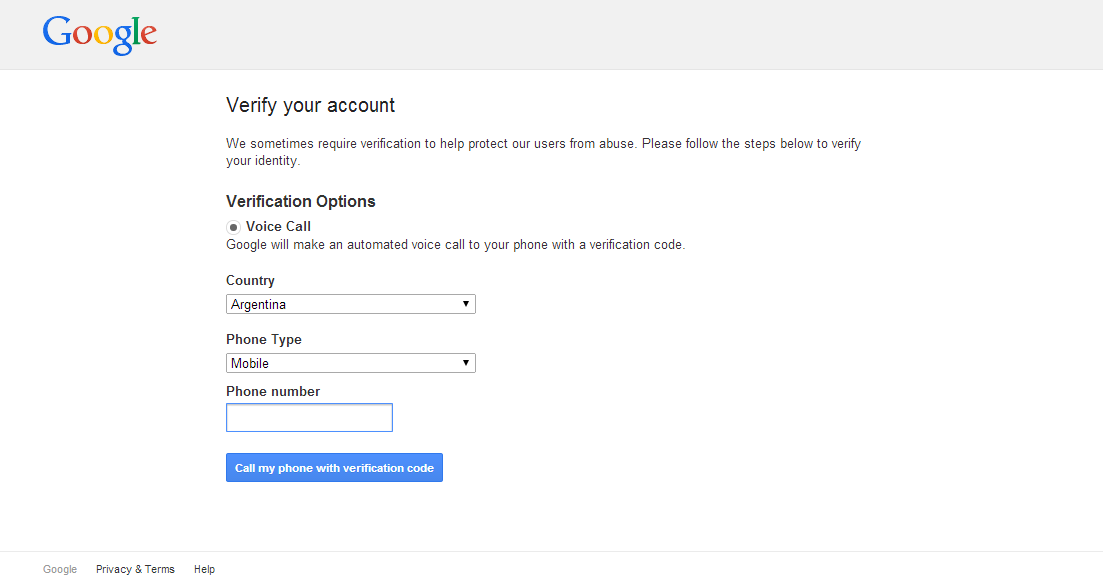 Google
Verify your account
We sometimes require verification to help protect our users from abuse. Please follow the steps below to verify
your identity.
Verification Options
Voice Call
Google will make an automated voice call to your phone with a verification code.
Country
Argentina
Phone Type
Mobile
Phone number
Call my phone with verification code
Google Privacy & Terms Help